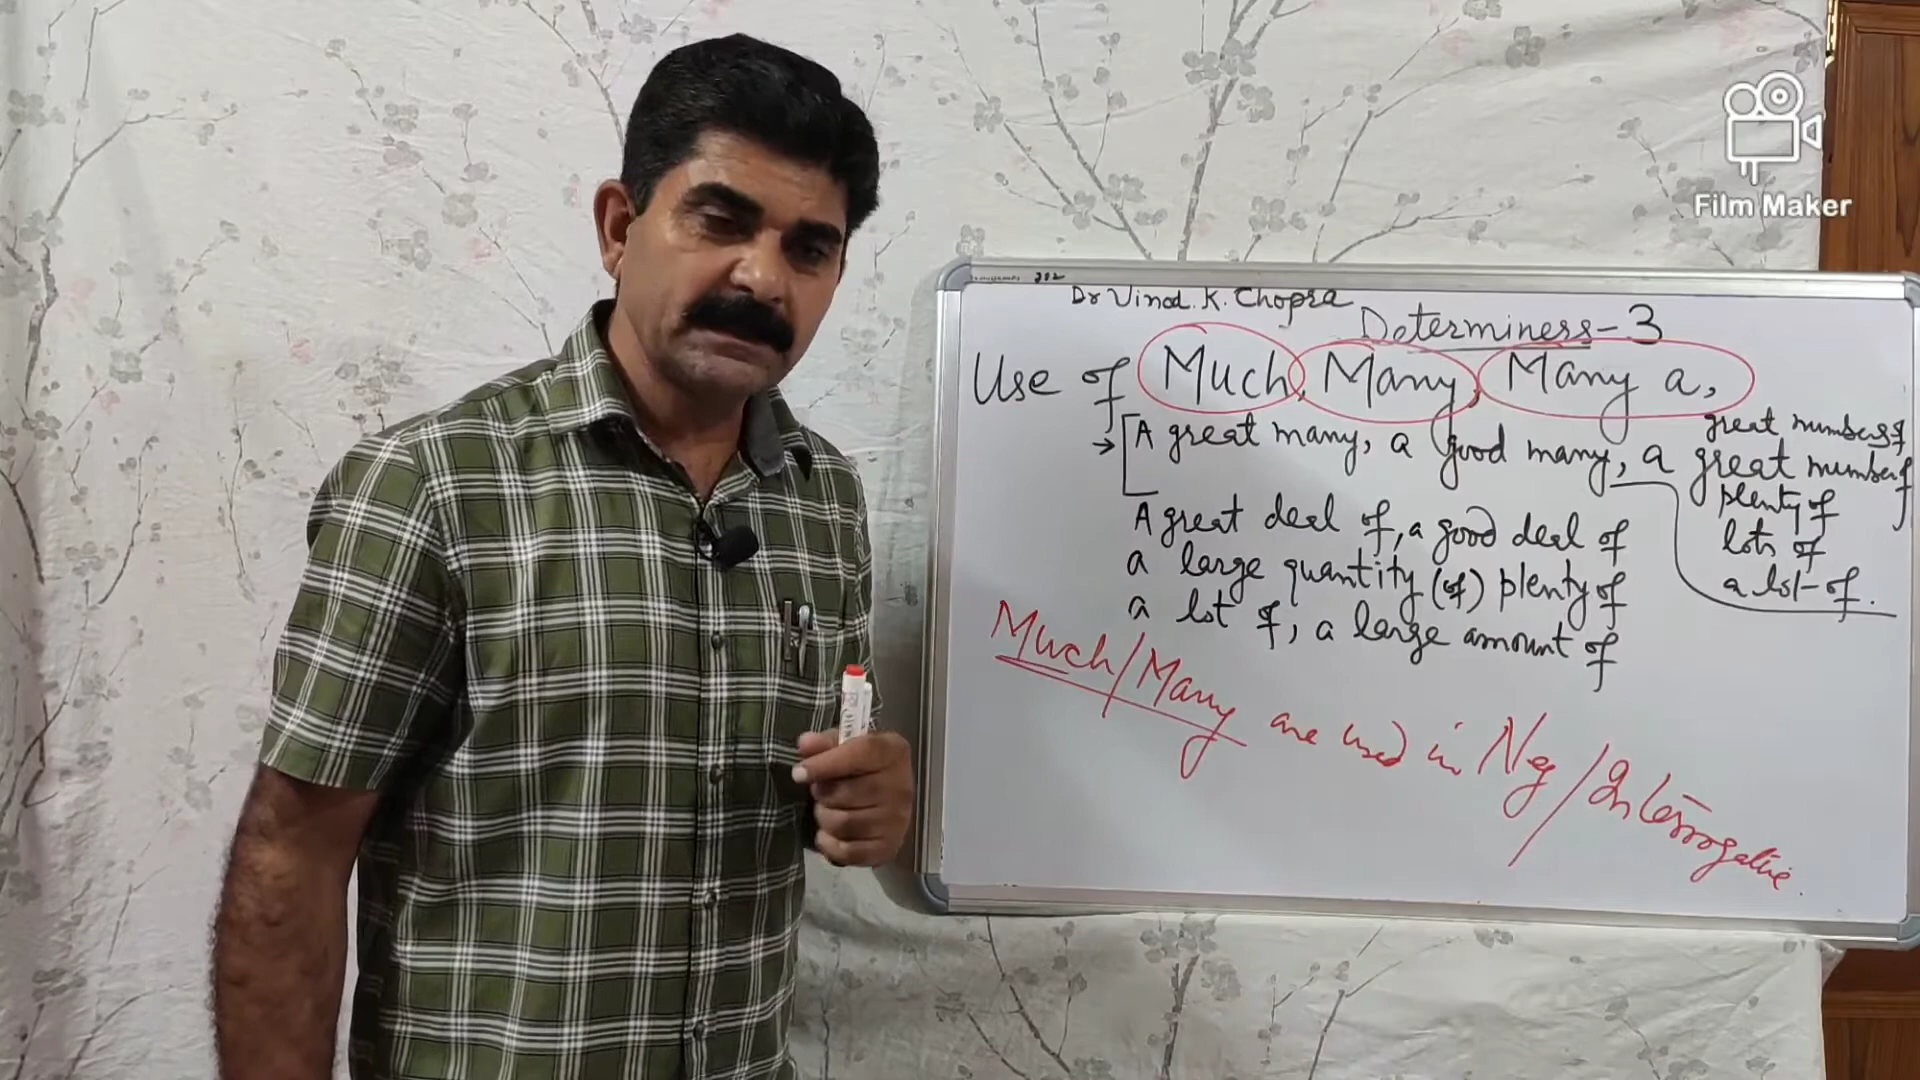 Film Maker
202
Dr Vinod. K. Chopra
Determiners-3
Use of Much, Many, Many a,
→ [A great many, a good many, a great number of
great numbers of
plenty of
lots of
a lot-of.
A great deal of, a good deal of
a large quantity (of) plenty of
a lot of, a large amount of
Much/Many are used in Neg/Interrogative.